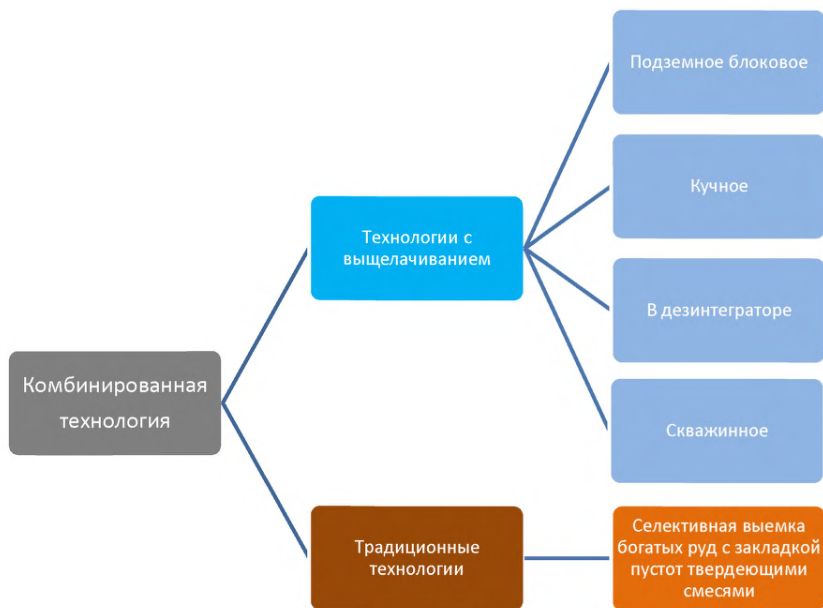 Подземное блоковое
Кучное
Технологии с
выщелачиванием
В дезинтеграторе
Комбинированная
технология
Скважинное
Традиционные
технологии
Селективная выемка
богатых руд с закладкой
пустот твердеющими
смесями